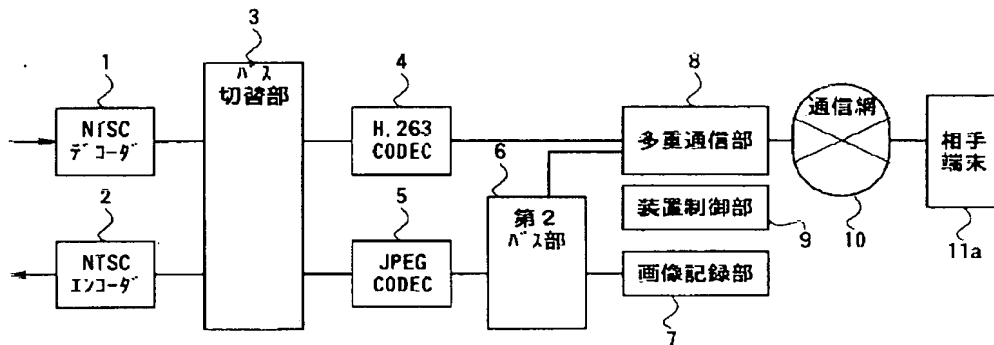 1
NTSC
デコーダ
2
NTSC
エンコーダ
3
バス
切替部
4
H.263
CODEC
5
JPEG
CODEC
6
第2
バス部
8
多重通信部
装置制御部
9
画像記録部
7
通信網
10
相手
端末
11a